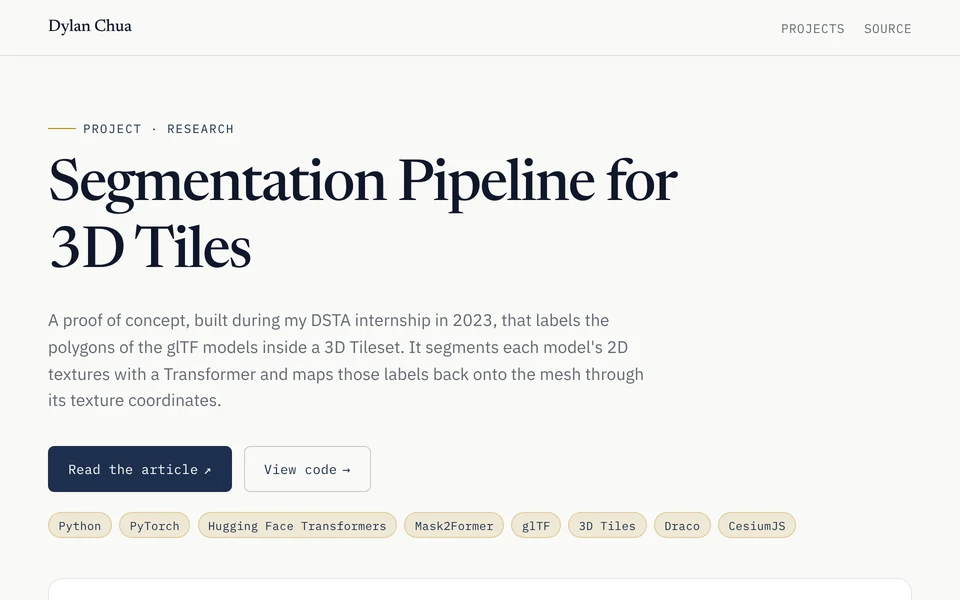 Dylan Chua
PROJECTS SOURCE
PROJECT · RESEARCH
Segmentation Pipeline for
3D Tiles
A proof of concept, built during my DSTA internship in 2023, that labels the
polygons of the glTF models inside a 3D Tileset. It segments each model's 2D
textures with a Transformer and maps those labels back onto the mesh through
its texture coordinates.
Read the article ↗ View code →
Python PyTorch Hugging Face Transformers Mask2Former glTF 3D Tiles Draco CesiumJS